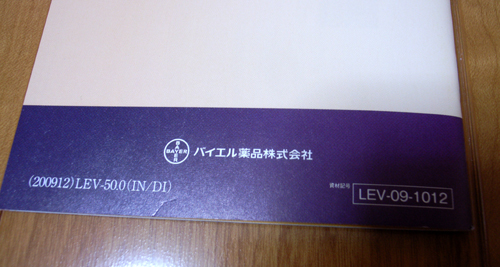 BAYER
BAYER バイエル薬品株式会社
(200912)LEV-50.0(IN/DI)
資材記号 LEV-09-1012